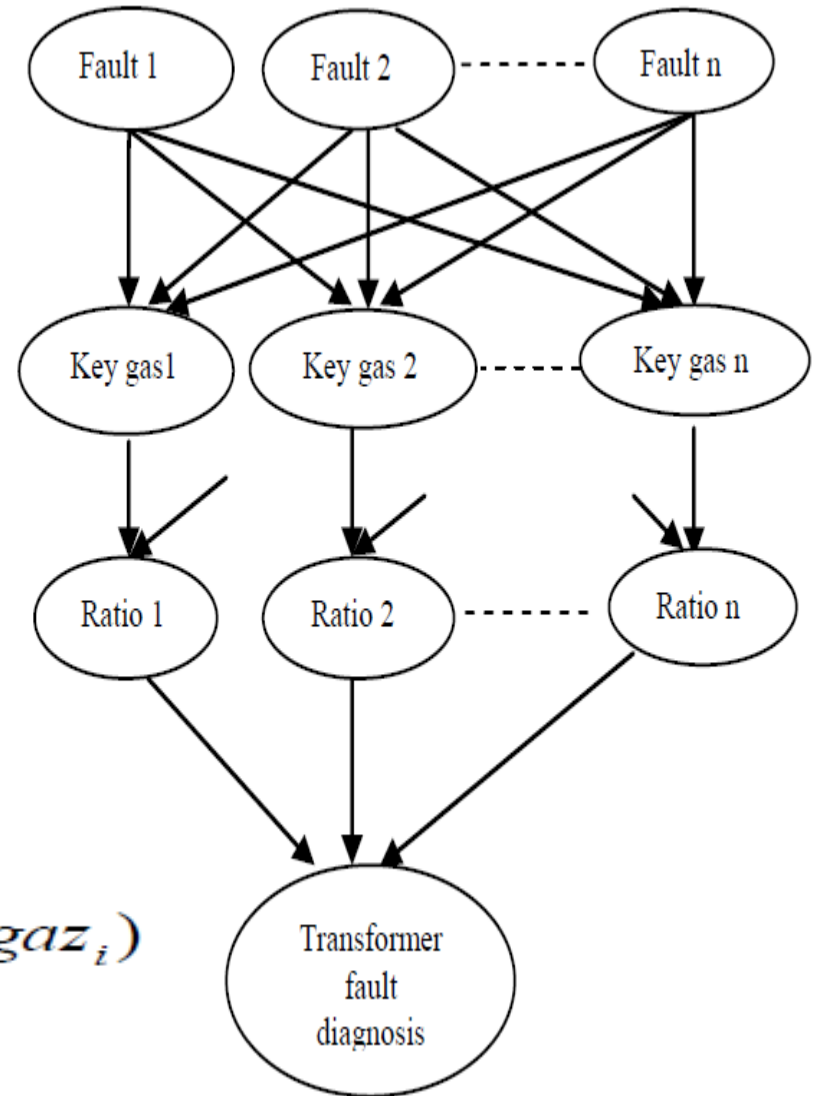 Fault 1
Fault 2
Fault n
Key gas1
Key gas 2
Key gas n
Ratio 1
Ratio 2
Ratio n
gaz i )
Transformer
fault
diagnosis